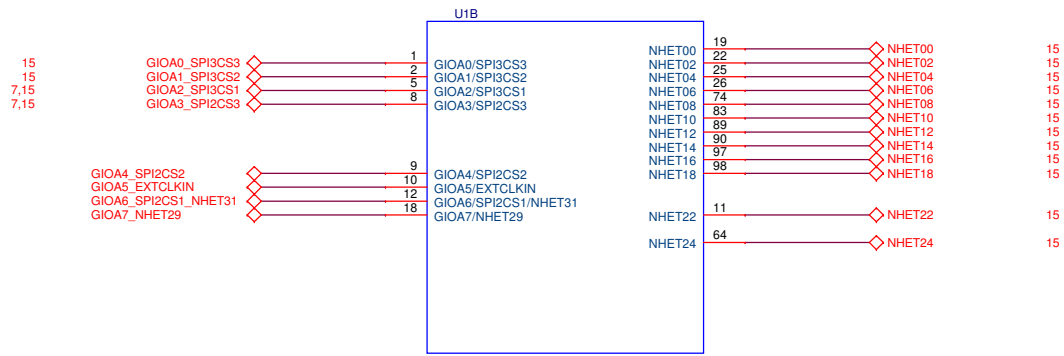 U1B
19 NHET00 NHET00 15
15 GIOA0_SPI3CS3 1 GIOA0/SPI3CS3 NHET02 22 NHET02 15
15 GIOA1_SPI3CS2 2 GIOA1/SPI3CS2 NHET04 25 NHET04 15
7,15 GIOA2_SPI3CS1 5 GIOA2/SPI3CS1 NHET06 26 NHET06 15
7,15 GIOA3_SPI2CS3 8 GIOA3/SPI2CS3 NHET08 74 NHET08 15
NHET10 83 NHET10 15
NHET12 89 NHET12 15
NHET14 90 NHET14 15
NHET16 97 NHET16 15
GIOA4_SPI2CS2 9 GIOA4/SPI2CS2 NHET18 98 NHET18 15
GIOA5_EXTCLKIN 10 GIOA5/EXTCLKIN
GIOA6_SPI2CS1_NHET31 12 GIOA6/SPI2CS1/NHET31
GIOA7_NHET29 18 GIOA7/NHET29 NHET22 11 NHET22 15
NHET24 64 NHET24 15